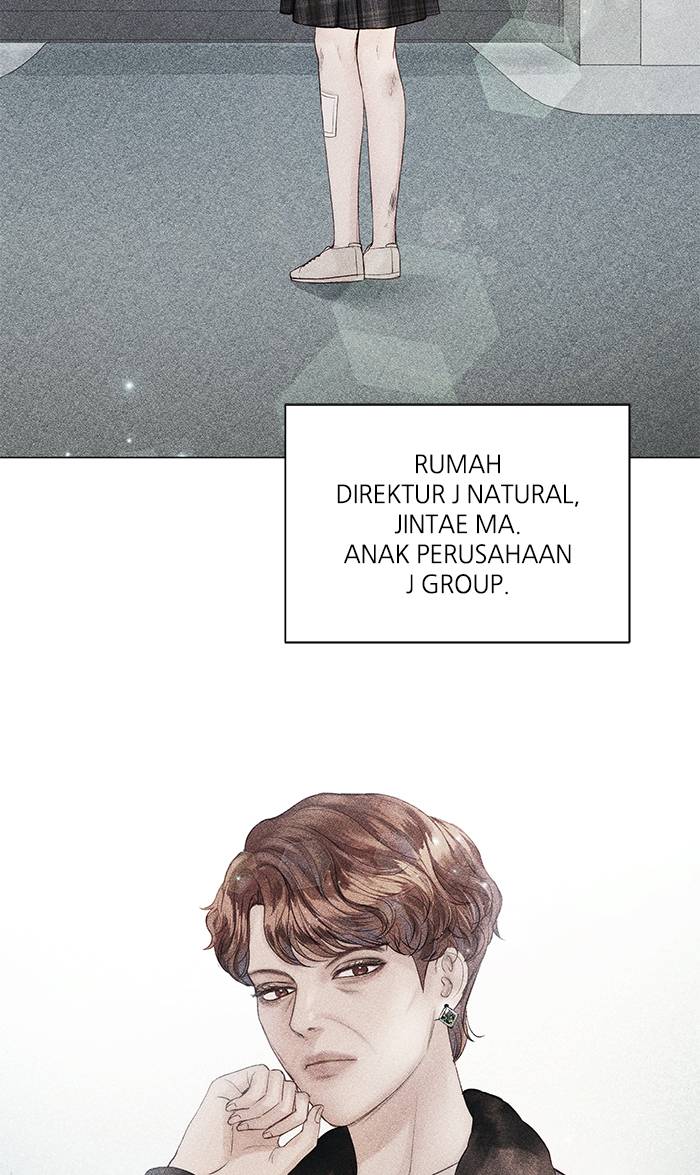 RUMAH
DIREKTUR J NATURAL,
JINTAE MA.
ANAK PERUSAHAAN
J GROUP.